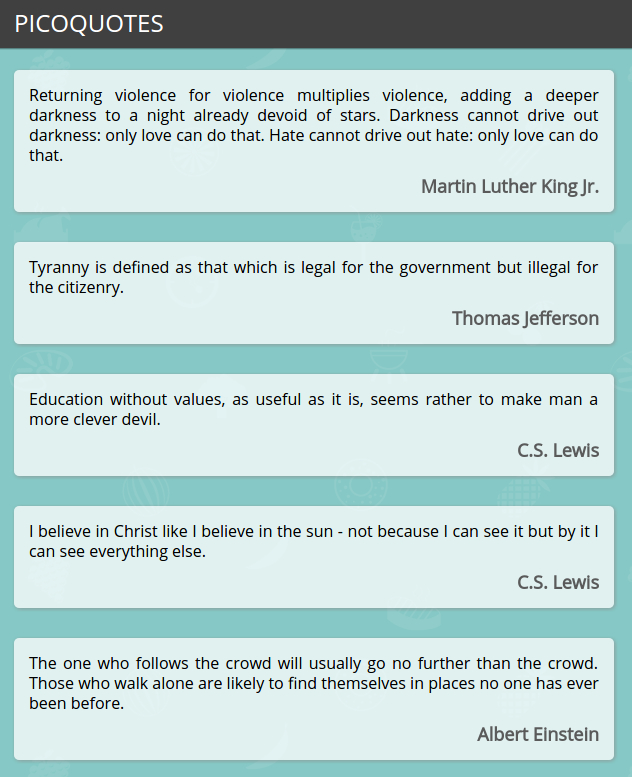 PICOQUOTES
Returning violence for violence multiplies violence, adding a deeper
darkness to a night already devoid of stars. Darkness cannot drive out
darkness: only love can do that. Hate cannot drive out hate: only love can do
that.
Martin Luther King Jr.
Tyranny is defined as that which is legal for the government but illegal for
the citizenry.
Thomas Jefferson
Education without values, as useful as it is, seems rather to make man a
more clever devil.
C.S. Lewis
I believe in Christ like I believe in the sun - not because I can see it but by it I
can see everything else.
C.S. Lewis
The one who follows the crowd will usually go no further than the crowd.
Those who walk alone are likely to find themselves in places no one has ever
been before.
Albert Einstein